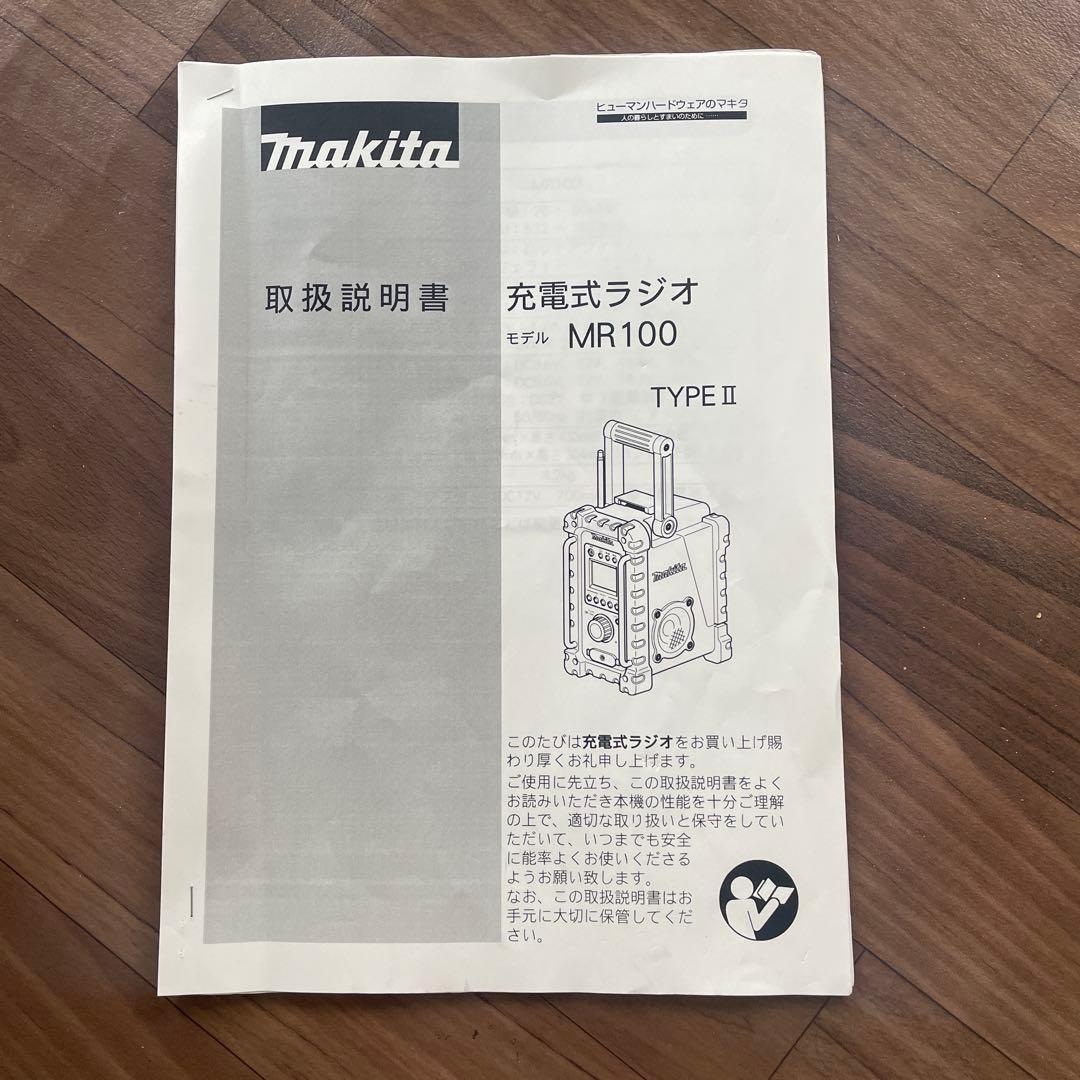 makita
ヒューマンハードウェアのマキタ
人の暮らしとすまいのために……
取扱説明書
充電式ラジオ
モデル MR100
TYPE Ⅱ
makita
makita
このたびは充電式ラジオをお買い上げ賜
わり厚くお礼申し上げます。
ご使用に先立ち、この取扱説明書をよく
お読みいただき本機の性能を十分ご理解
の上で、適切な取り扱いと保守をしてい
ただいて、いつまでも安全
に能率よくお使いくださる
ようお願い致します。
なお、この取扱説明書はお
手元に大切に保管してくだ
さい。